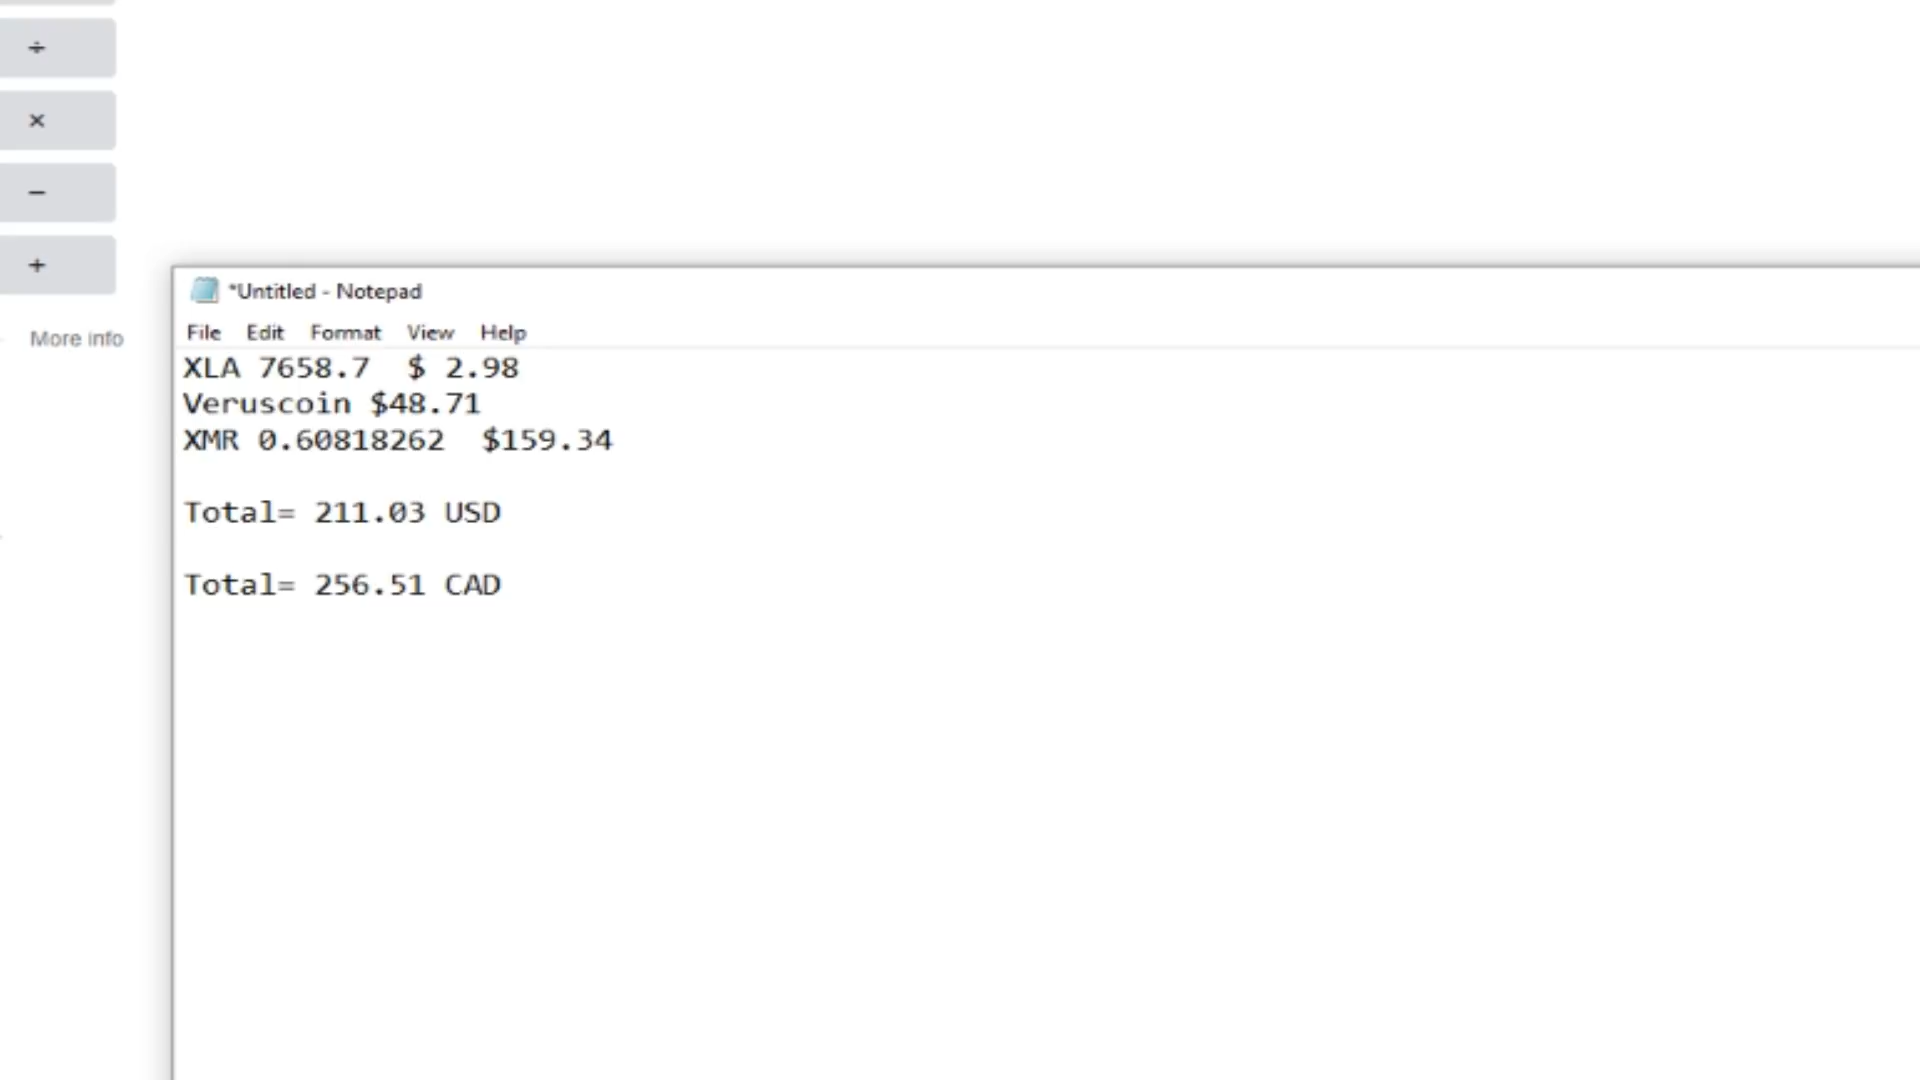 ÷
×
−
+
More info
*Untitled - Notepad
File Edit Format View Help
XLA 7658.7  $ 2.98
Veruscoin $48.71
XMR 0.60818262  $159.34
Total= 211.03 USD
Total= 256.51 CAD